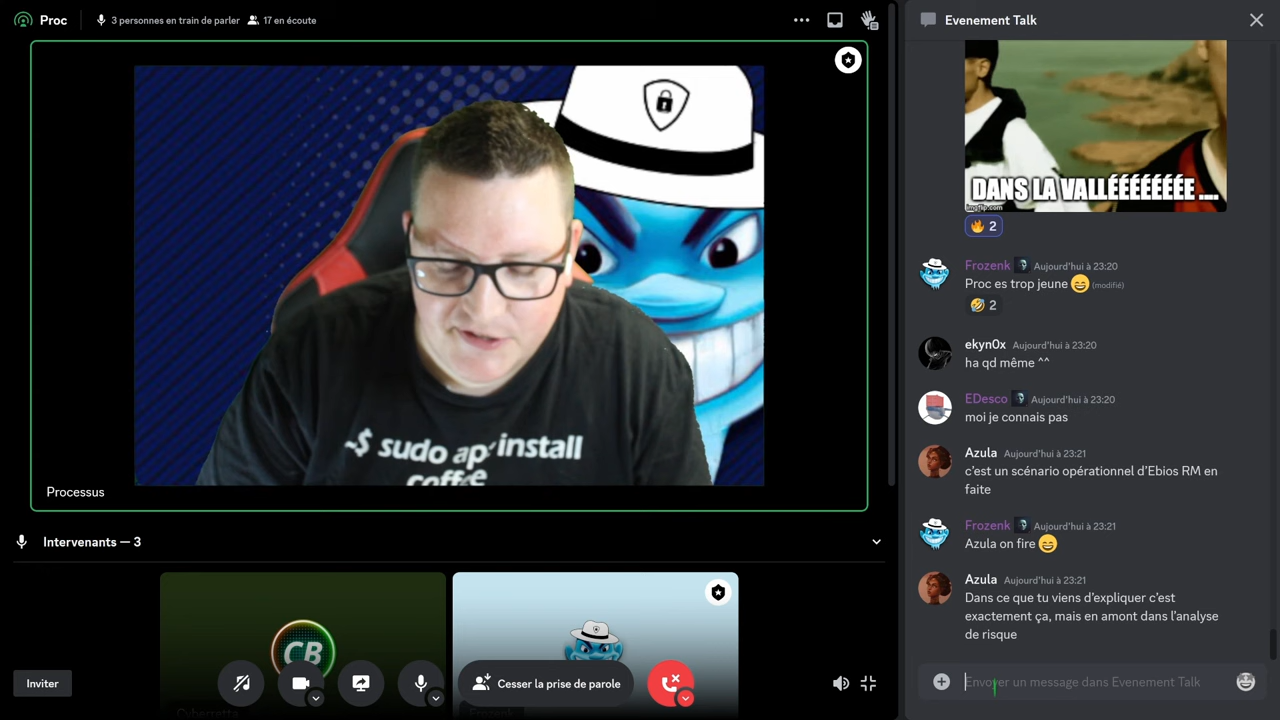 Proc
3 personnes en train de parler
17 en écoute
~$ sudo apt install
coffee
Processus
Intervenants — 3
CB
Cesser la prise de parole
Inviter
Evenement Talk
DANS LA VALLÉÉÉÉÉÉÉE ...
imgflip.com
2
Frozenk Aujourd'hui à 23:20
Proc es trop jeune (modifié)
2
ekyn0x Aujourd'hui à 23:20
ha qd même ^^
EDesco Aujourd'hui à 23:20
moi je connais pas
Azula Aujourd'hui à 23:21
c'est un scénario opérationnel d'Ebios RM en
faite
Frozenk Aujourd'hui à 23:21
Azula on fire
Azula Aujourd'hui à 23:21
Dans ce que tu viens d'expliquer c'est
exactement ça, mais en amont dans l'analyse
de risque
Envoyer un message dans Evenement Talk